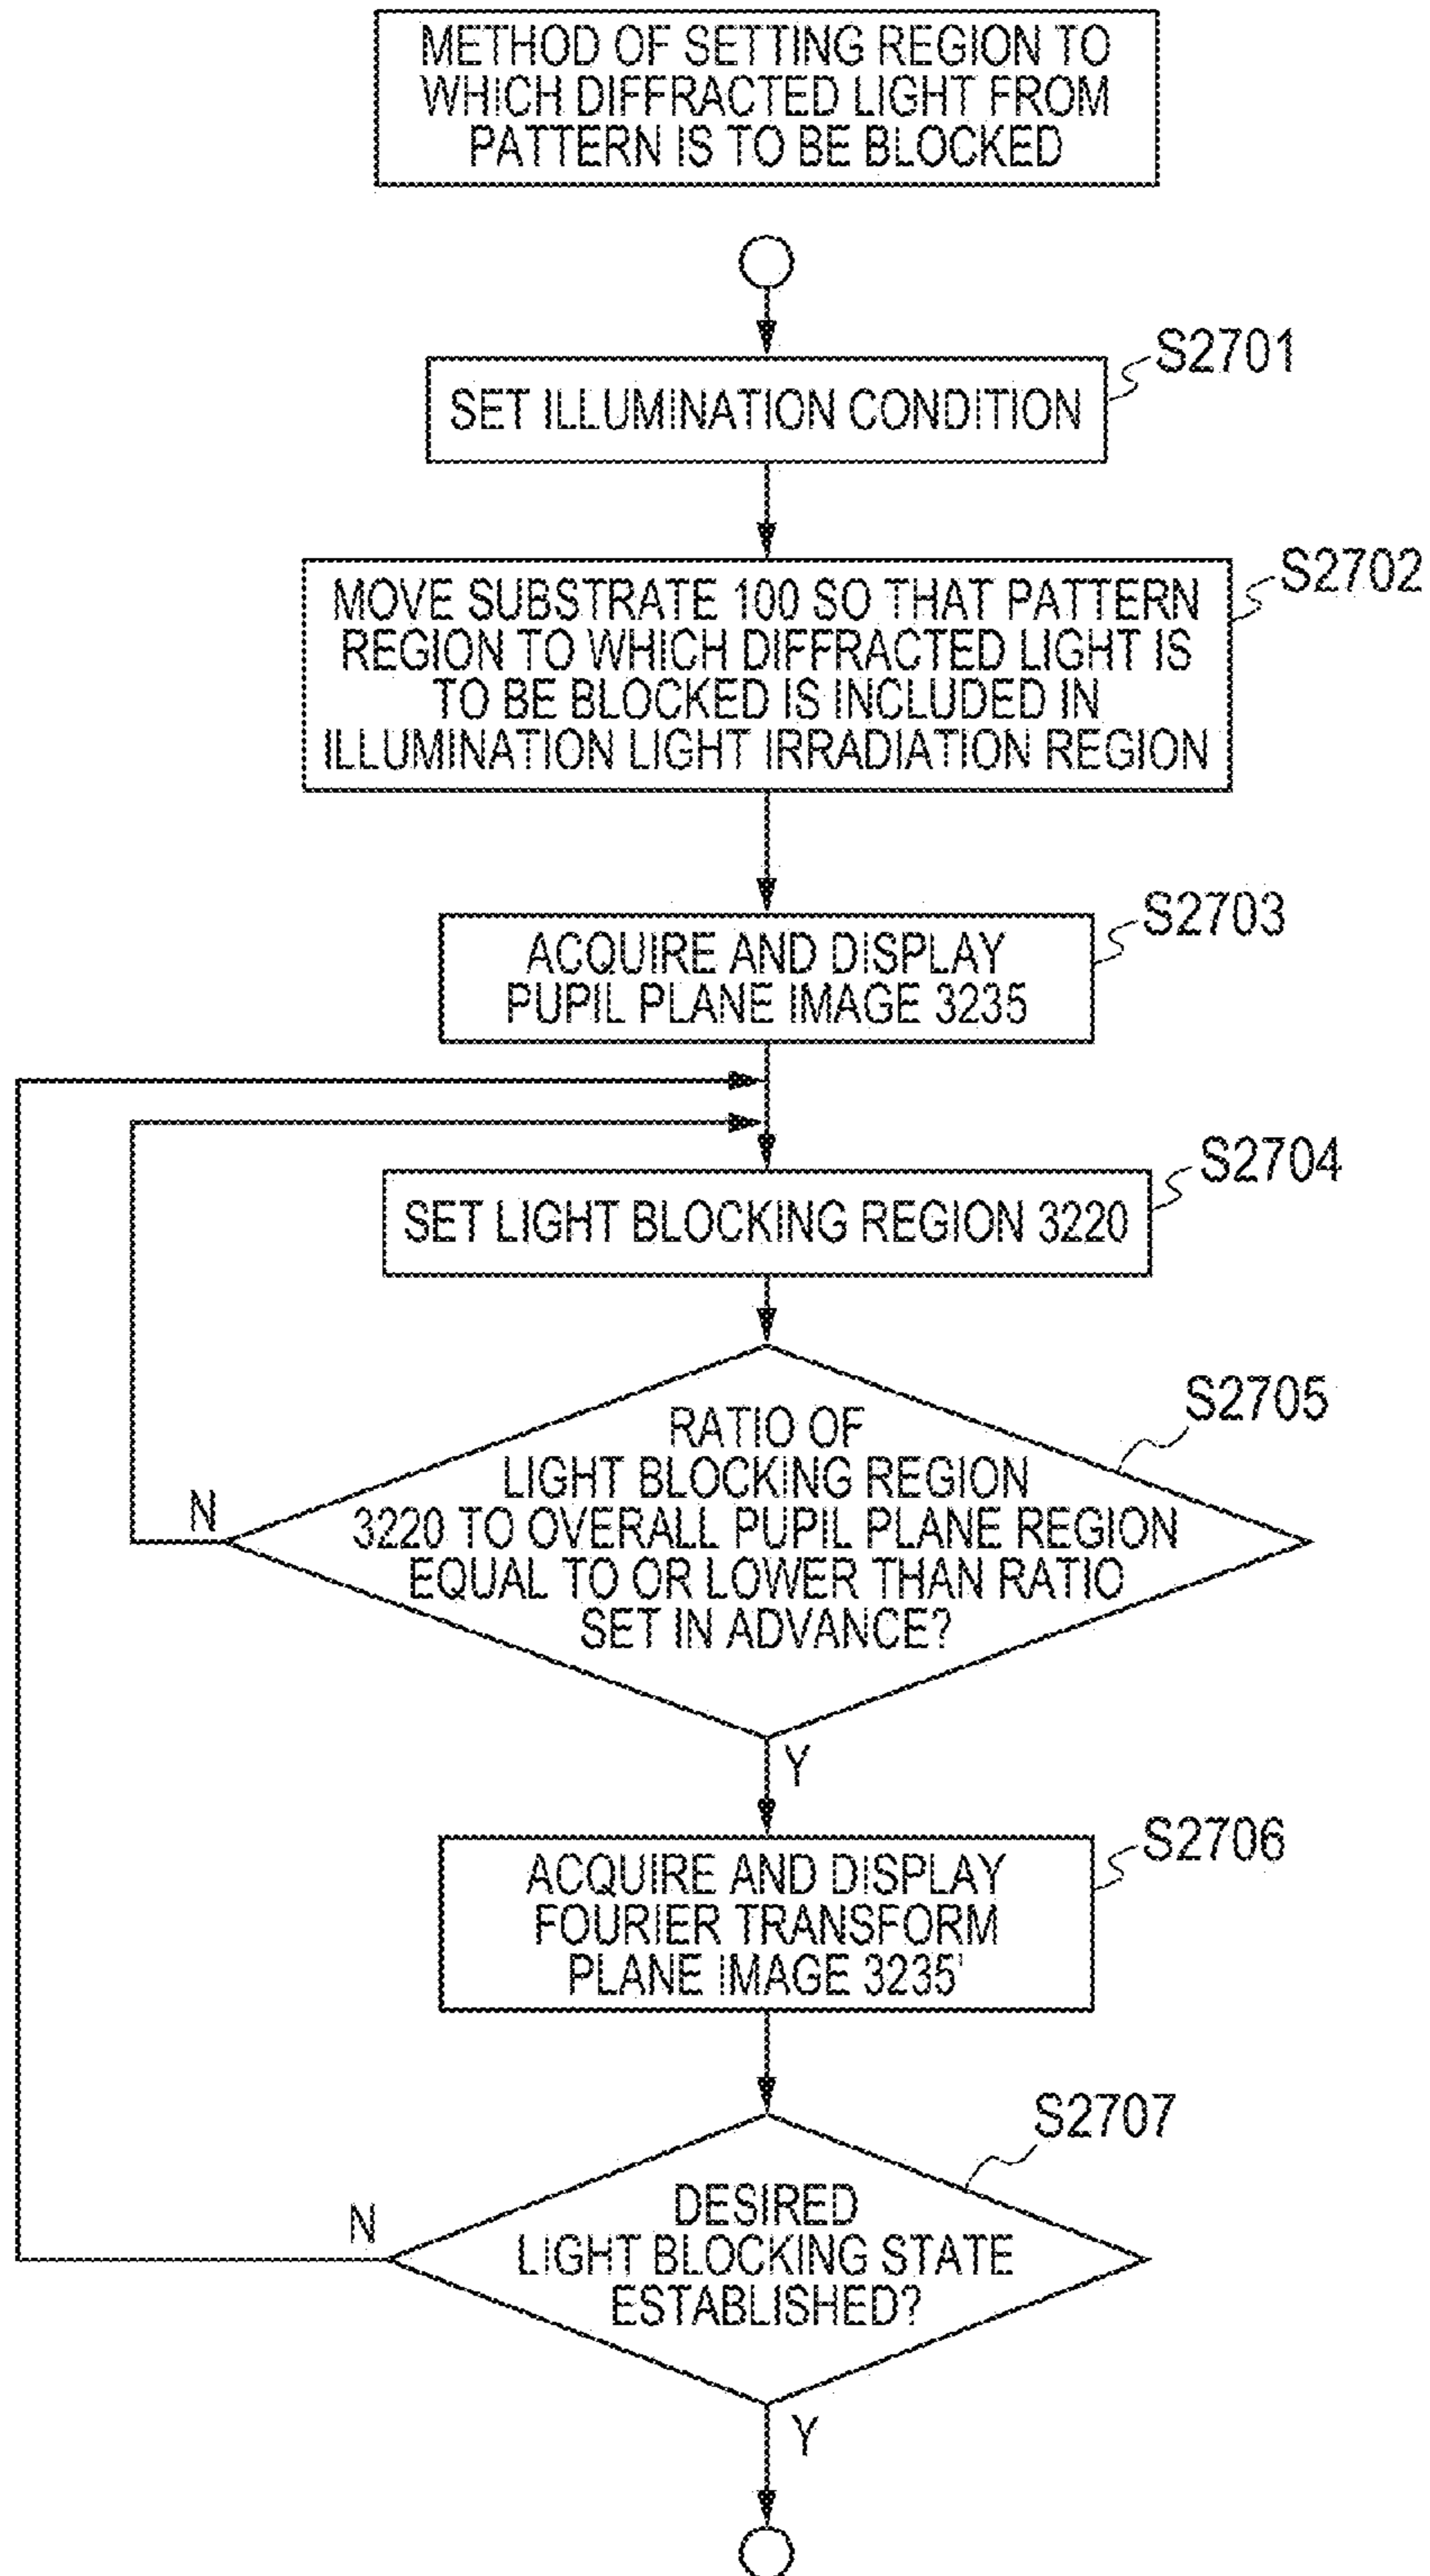 METHOD OF SETTING REGION TO
WHICH DIFFRACTED LIGHT FROM
PATTERN IS TO BE BLOCKED
S2701
SET ILLUMINATION CONDITION
S2702
MOVE SUBSTRATE 100 SO THAT PATTERN
REGION TO WHICH DIFFRACTED LIGHT IS
TO BE BLOCKED IS INCLUDED IN
ILLUMINATION LIGHT IRRADIATION REGION
S2703
ACQUIRE AND DISPLAY
PUPIL PLANE IMAGE 3235
S2704
SET LIGHT BLOCKING REGION 3220
S2705
RATIO OF
LIGHT BLOCKING REGION
3220 TO OVERALL PUPIL PLANE REGION
EQUAL TO OR LOWER THAN RATIO
SET IN ADVANCE?
N
Y
S2706
ACQUIRE AND DISPLAY
FOURIER TRANSFORM
PLANE IMAGE 3235'
S2707
DESIRED
LIGHT BLOCKING STATE
ESTABLISHED?
N
Y